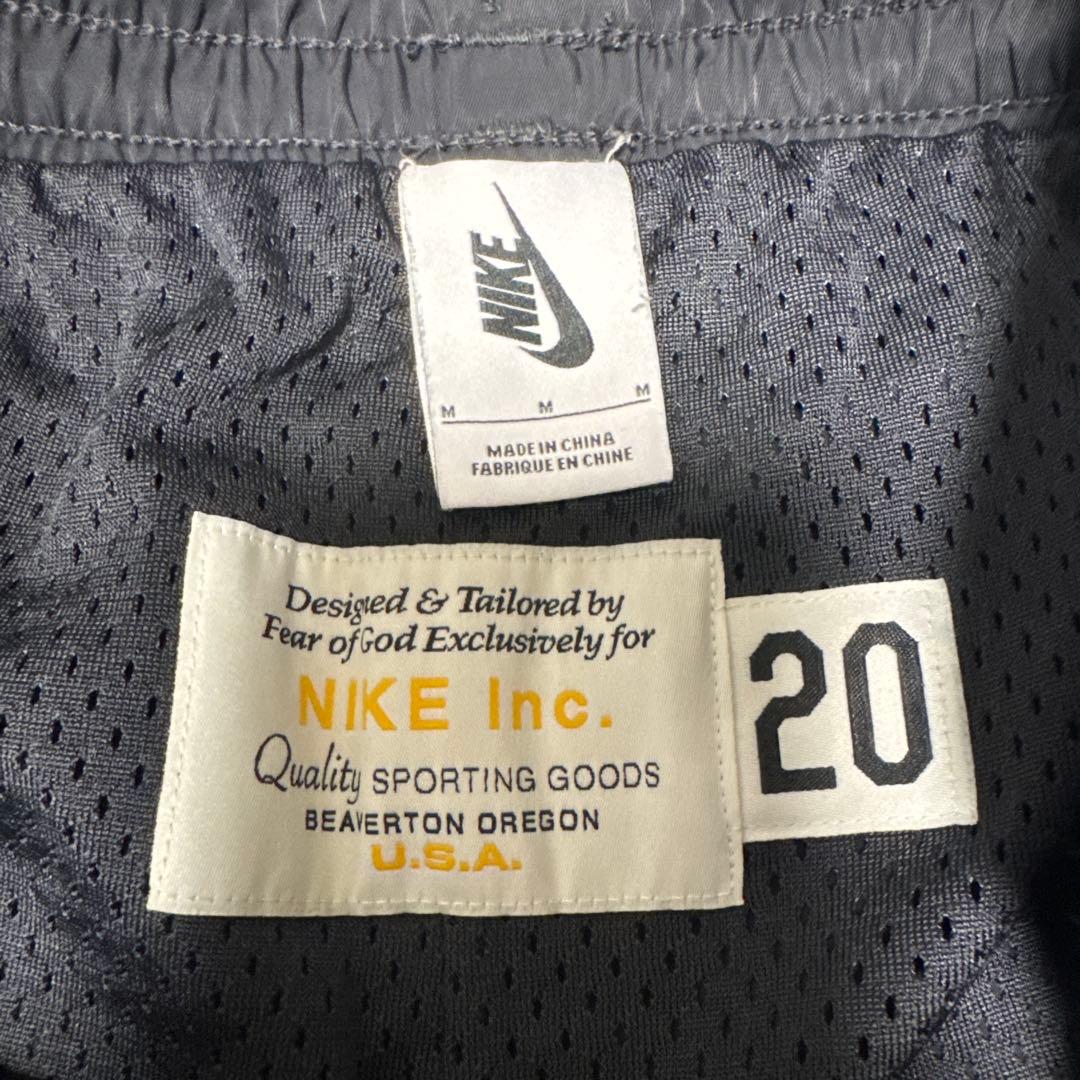 NIKE
M M M
MADE IN CHINA
FABRIQUE EN CHINE
Designed & Tailored by
Fear of God Exclusively for
NIKE Inc.
Quality SPORTING GOODS
BEAVERTON OREGON
U.S.A.
20